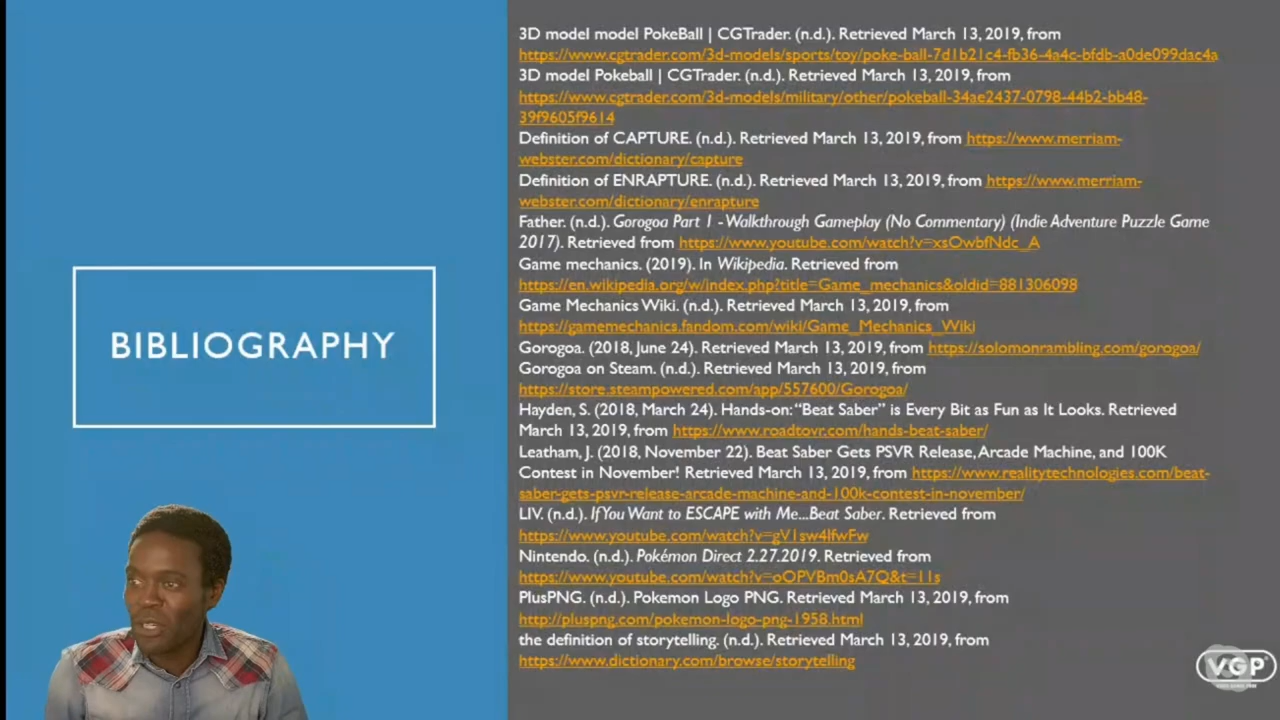 BIBLIOGRAPHY
3D model model PokeBall | CGTrader. (n.d.). Retrieved March 13, 2019, from
https://www.cgtrader.com/3d-models/sports/toy/poke-ball-7d1b21c4-fb36-4a4c-bfdb-a0de099dac4a
3D model Pokeball | CGTrader. (n.d.). Retrieved March 13, 2019, from
https://www.cgtrader.com/3d-models/military/other/pokeball-34ae2437-0798-44b2-bb48-
39f9605f9614
Definition of CAPTURE. (n.d.). Retrieved March 13, 2019, from https://www.merriam-
webster.com/dictionary/capture
Definition of ENRAPTURE. (n.d.). Retrieved March 13, 2019, from https://www.merriam-
webster.com/dictionary/enrapture
Father. (n.d.). Gorogoa Part 1 - Walkthrough Gameplay (No Commentary) (Indie Adventure Puzzle Game
2017). Retrieved from https://www.youtube.com/watch?v=xsOwbfNdc_A
Game mechanics. (2019). In Wikipedia. Retrieved from
https://en.wikipedia.org/w/index.php?title=Game_mechanics&oldid=881306098
Game Mechanics Wiki. (n.d.). Retrieved March 13, 2019, from
https://gamemechanics.fandom.com/wiki/Game_Mechanics_Wiki
Gorogoa. (2018, June 24). Retrieved March 13, 2019, from https://solomonrambling.com/gorogoa/
Gorogoa on Steam. (n.d.). Retrieved March 13, 2019, from
https://store.steampowered.com/app/557600/Gorogoa/
Hayden, S. (2018, March 24). Hands-on: “Beat Saber” is Every Bit as Fun as It Looks. Retrieved
March 13, 2019, from https://www.roadtovr.com/hands-beat-saber/
Leatham, J. (2018, November 22). Beat Saber Gets PSVR Release, Arcade Machine, and 100K
Contest in November! Retrieved March 13, 2019, from https://www.realitytechnologies.com/beat-
saber-gets-psvr-release-arcade-machine-and-100k-contest-in-november/
LIV. (n.d.). If You Want to ESCAPE with Me...Beat Saber. Retrieved from
https://www.youtube.com/watch?v=gV1sw4lfwFw
Nintendo. (n.d.). Pokémon Direct 2.27.2019. Retrieved from
https://www.youtube.com/watch?v=oOPVBm0sA7Q&t=11s
PlusPNG. (n.d.). Pokemon Logo PNG. Retrieved March 13, 2019, from
http://pluspng.com/pokemon-logo-png-1958.html
the definition of storytelling. (n.d.). Retrieved March 13, 2019, from
https://www.dictionary.com/browse/storytelling
VGP